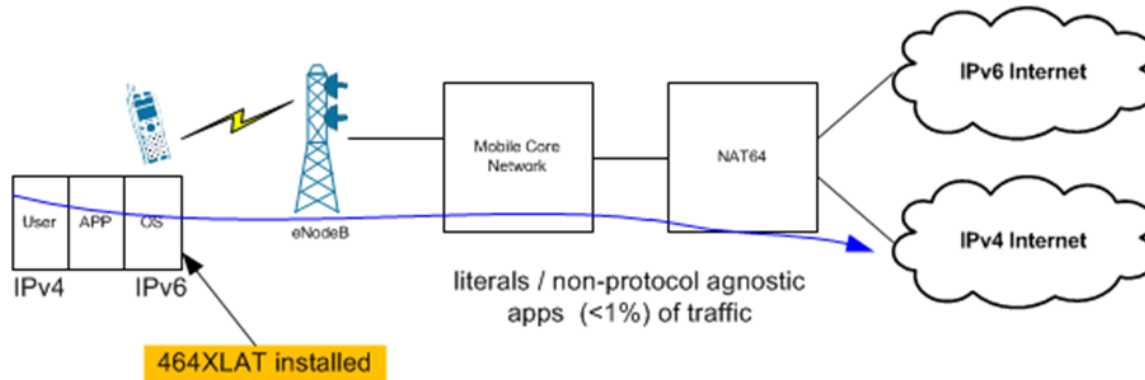 IPv6 Internet
Mobile Core
Network
NAT64
User
APP
OS
eNodeB
IPv4 Internet
IPv4
IPv6
literals / non-protocol agnostic
apps (<1%) of traffic
464XLAT installed